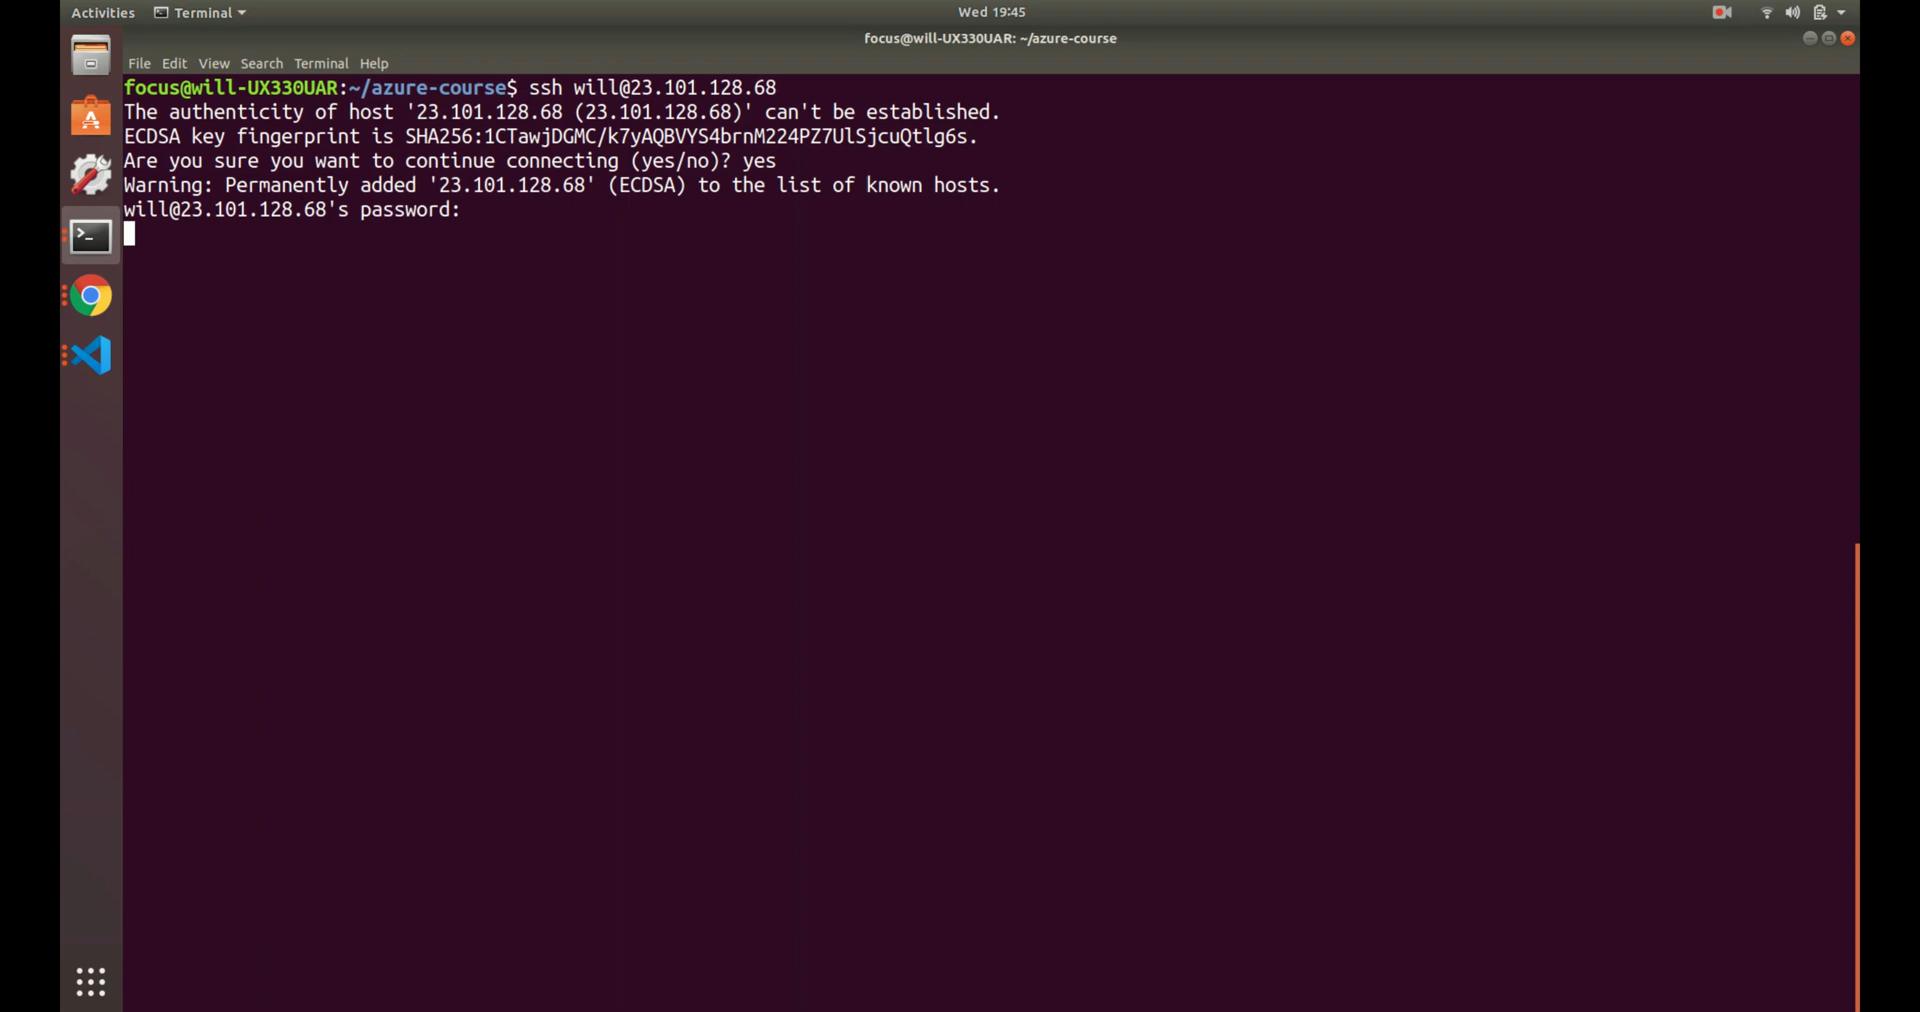 Activities Terminal Wed 19:45
focus@will-UX330UAR: ~/azure-course
File Edit View Search Terminal Help
focus@will-UX330UAR:~/azure-course$ ssh will@23.101.128.68
The authenticity of host '23.101.128.68 (23.101.128.68)' can't be established.
ECDSA key fingerprint is SHA256:1CTawjDGMC/k7yAQBVYS4brnM224PZ7UlSjcuQtlg6s.
Are you sure you want to continue connecting (yes/no)? yes
Warning: Permanently added '23.101.128.68' (ECDSA) to the list of known hosts.
will@23.101.128.68's password: